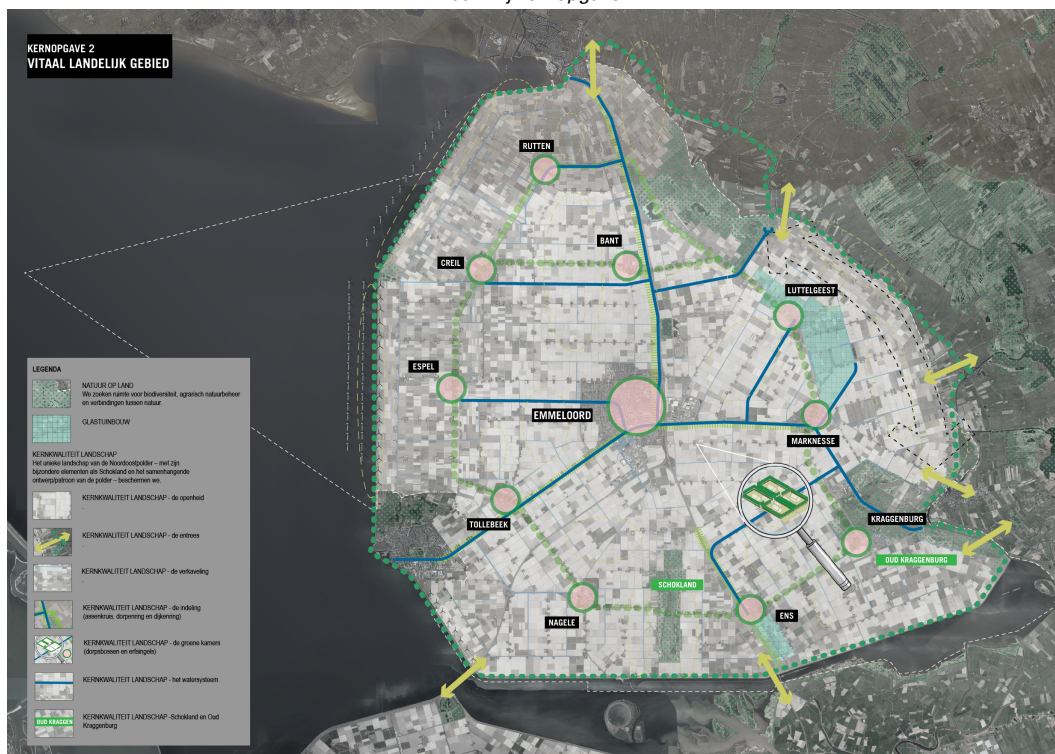 KERNOPGAVE 2
VITAAL LANDELIJK GEBIED
RUTTEN
BANT
CREIL
LUTTELGEEST
ESPEL
EMMELOORD
MARKNESSE
TOLLEBEEK
KRAGGENBURG
OUD KRAGGENBURG
SCHOKLAND
NAGELE
ENS
LEGENDA
NATUUR OP LAND
We zoeken ruimte voor biodiversiteit, agrarisch natuurbeheer
en verbindingen tussen natuur.
GLASTUINBOUW
KERNKWALITEIT LANDSCHAP
Het unieke landschap van de Noordoostpolder – met zijn
bijzondere elementen als Schokland en het samenhangende
ontwerp/patroon van de polder – beschermen we.
KERNKWALITEIT LANDSCHAP - de openheid
KERNKWALITEIT LANDSCHAP - de entrees
KERNKWALITEIT LANDSCHAP - de verkaveling
KERNKWALITEIT LANDSCHAP - de indeling
(assenkruis, dorpenring en dijkenring)
KERNKWALITEIT LANDSCHAP - de groene kamers
(dorpsbossen en erfsingels)
KERNKWALITEIT LANDSCHAP - het watersysteem
OUD KRAGGEN
KERNKWALITEIT LANDSCHAP -Schokland en Oud
Kraggenburg